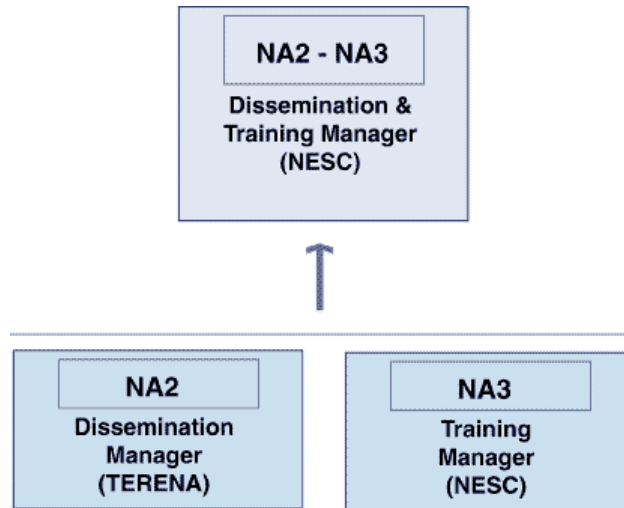 NA2 - NA3
Dissemination &
Training Manager
(NESC)
NA2
Dissemination
Manager
(TERENA)
NA3
Training
Manager
(NESC)